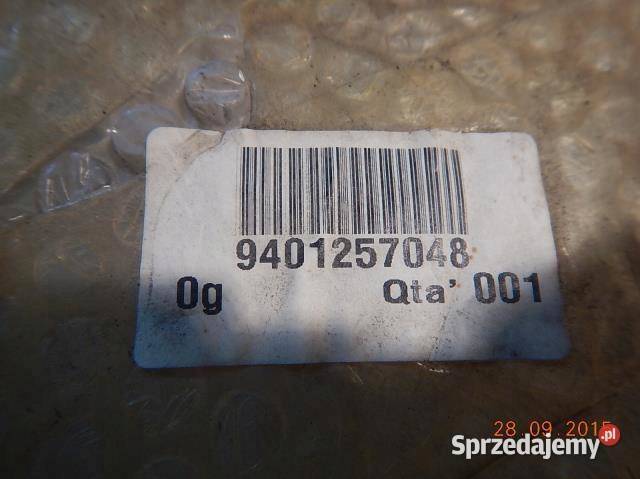 9401257048
0g Qta' 001
28.09.2015
Sprzedajemy.pl